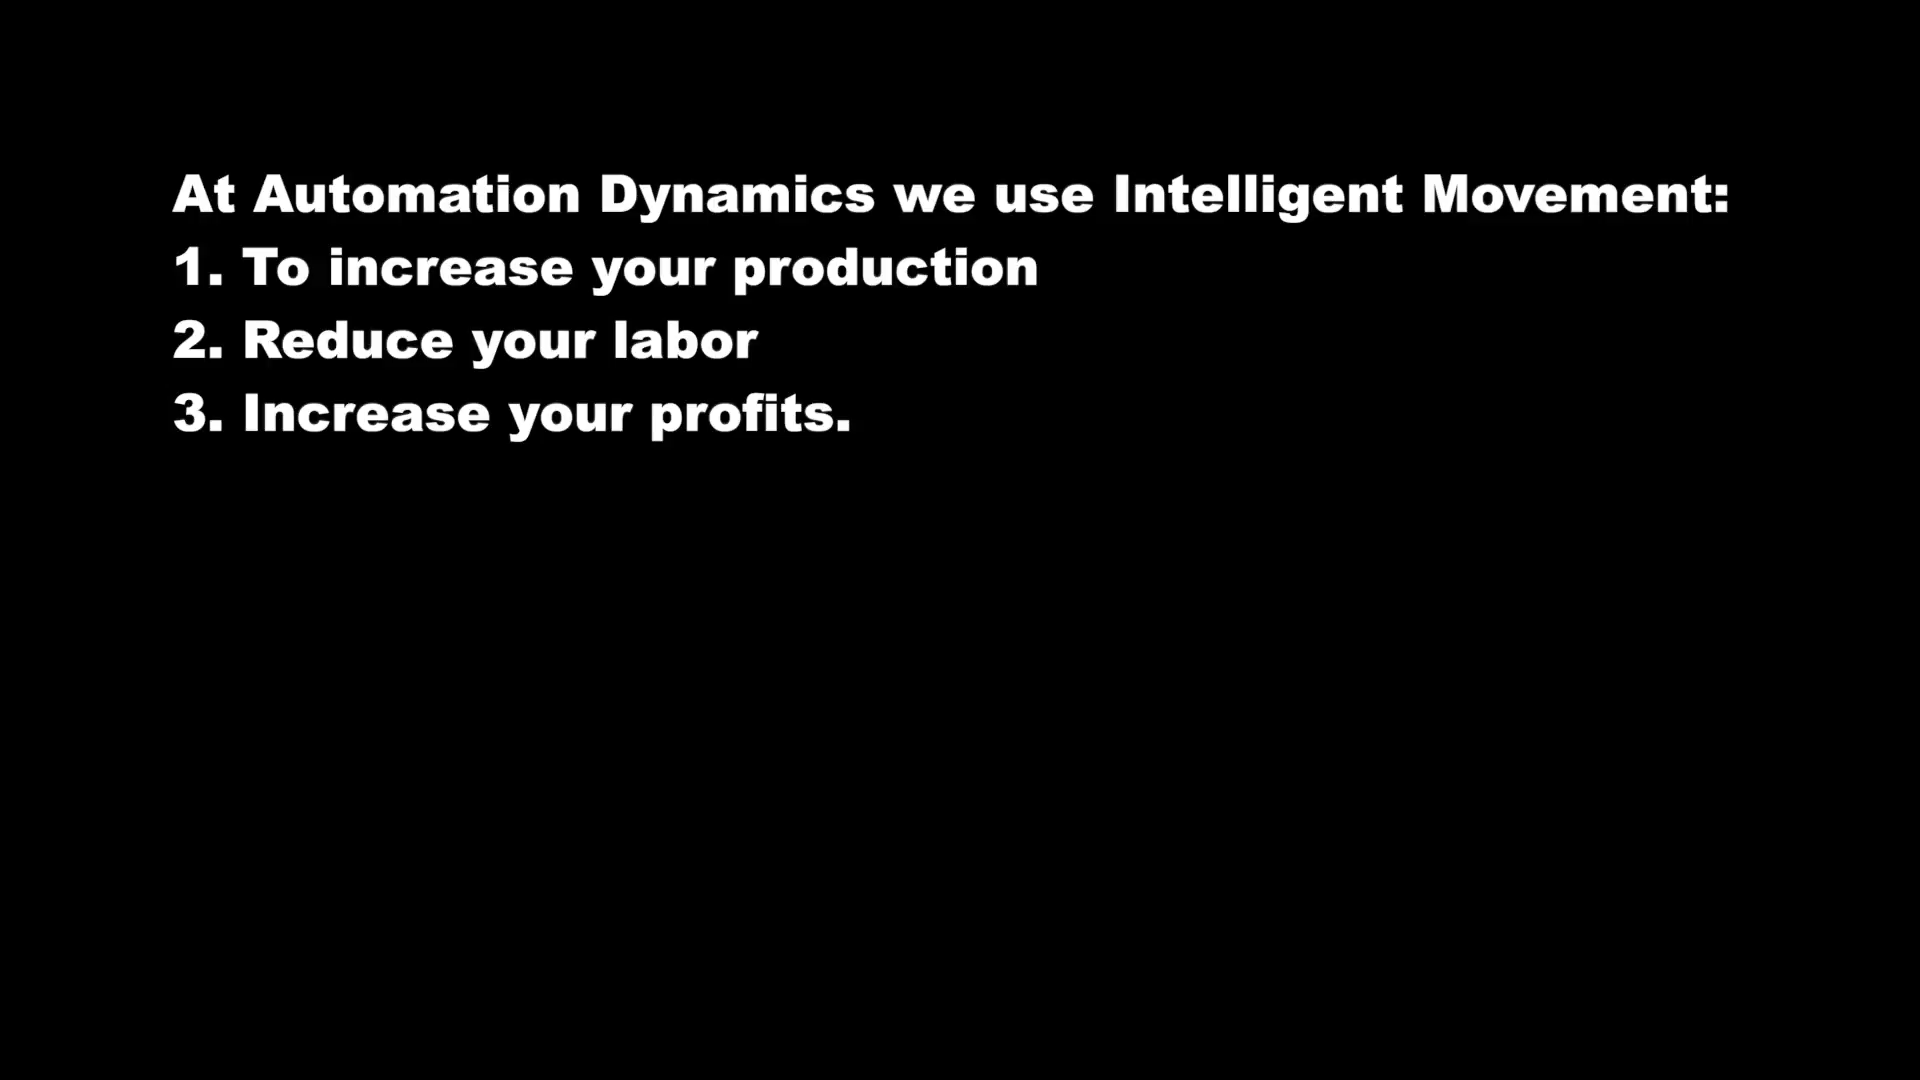 At Automation Dynamics we use Intelligent Movement:
1. To increase your production
2. Reduce your labor
3. Increase your profits.